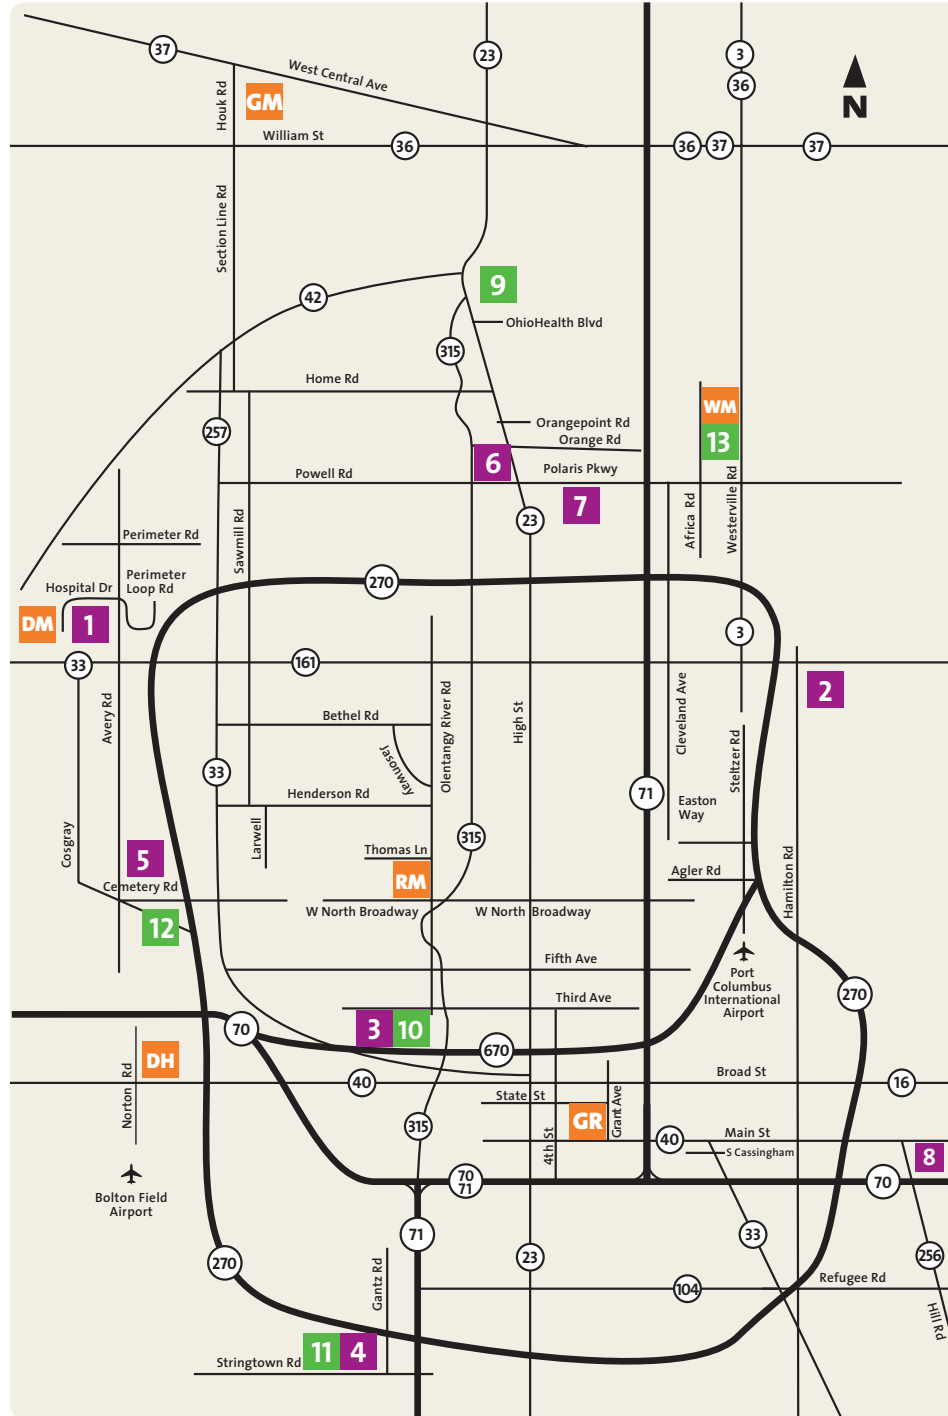 37
23
3
36
West Central Ave
Houk Rd
GM
N
William St
36
36
37
37
Section Line Rd
9
42
OhioHealth Blvd
315
Home Rd
WM
Orangepoint Rd
257
Orange Rd
13
6
Powell Rd
Polaris Pkwy
7
Westerville Rd
Africa Rd
23
Sawmill Rd
Perimeter Rd
270
Hospital Dr
Perimeter
Loop Rd
DM
1
3
33
161
2
Avery Rd
Olentangy River Rd
High St
Cleveland Ave
Bethel Rd
Jasonway
Steltzer Rd
33
Henderson Rd
71
Easton
Way
Larwell
315
Cosgray
Thomas Ln
5
RM
Agler Rd
Hamilton Rd
Cemetery Rd
W North Broadway
W North Broadway
12
Fifth Ave
Port
Columbus
International
Airport
270
Third Ave
70
3
10
670
DH
Broad St
40
16
Norton Rd
State St
Grant Ave
GR
315
4th St
40
Main St
S Cassingham
8
70
71
70
Bolton Field
Airport
71
33
23
256
270
Gantz Rd
104
Refugee Rd
Hill Rd
11
4
Stringtown Rd